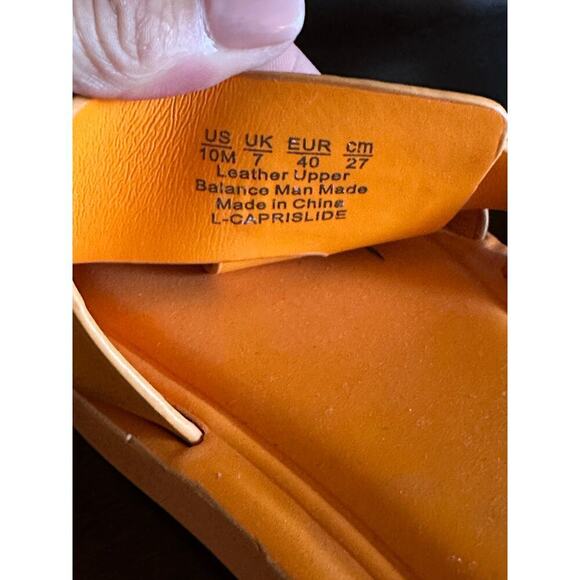 US UK EUR cm
10M 7 40 27
Leather Upper
Balance Man Made
Made in China
L-CAPRISLIDE